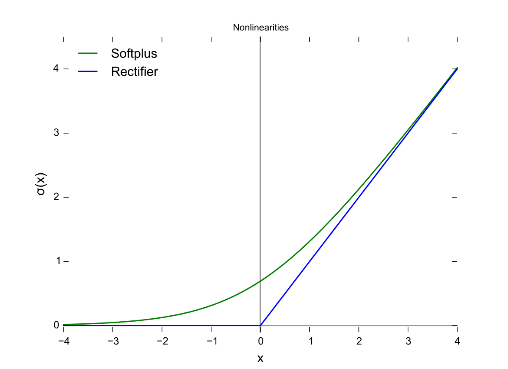 Nonlinearities
Softplus
Rectifier
4
3
2
1
0
σ(x)
−4 −3 −2 −1 0 1 2 3 4
x